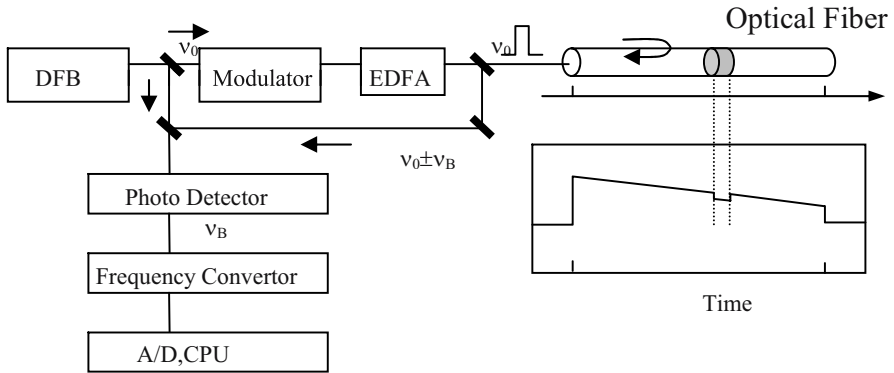 Optical Fiber
ν0
ν0
DFB
Modulator
EDFA
ν0±νB
Photo Detector
νB
Frequency Convertor
Time
A/D,CPU